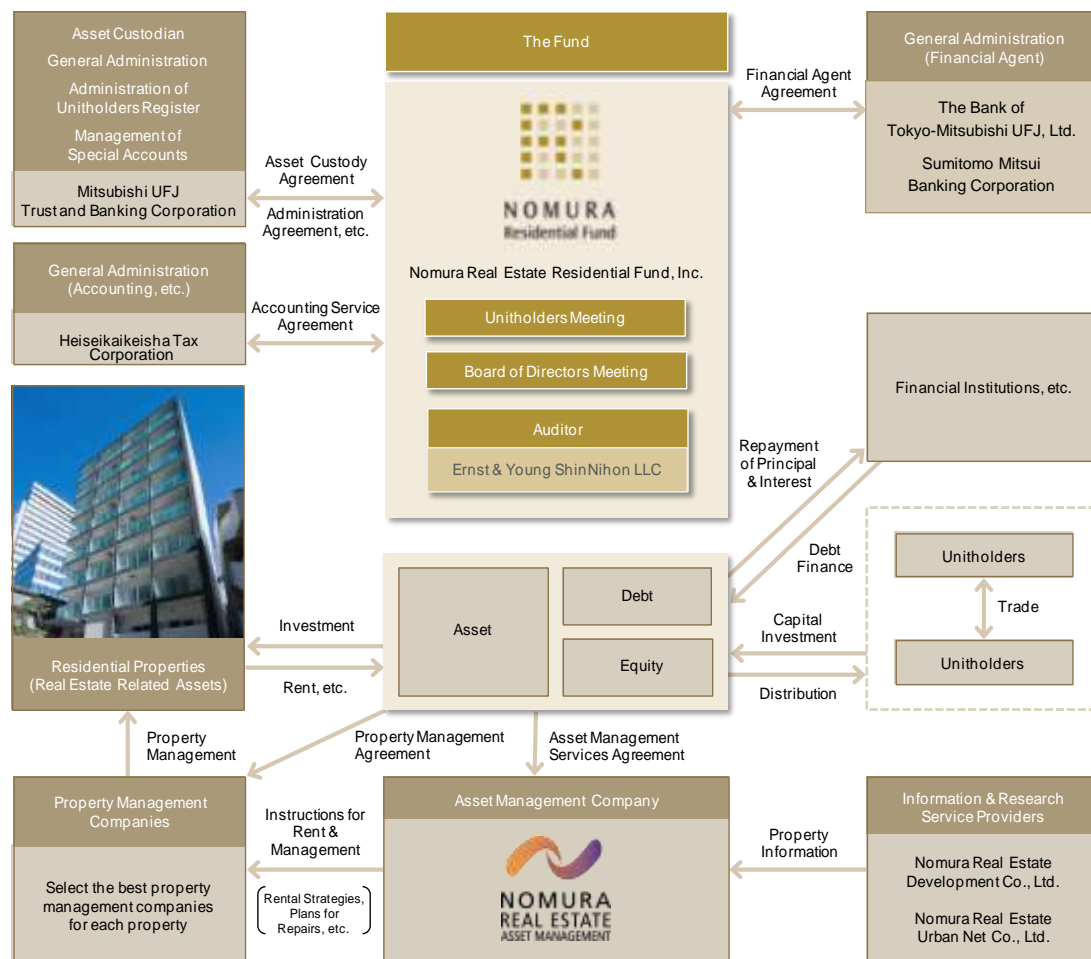 Asset Custodian
General Administration
Administration of
Unitholders Register
Management of
Special Accounts
Mitsubishi UFJ
Trust and Banking Corporation
Asset Custody
Agreement
Administration
Agreement, etc.
The Fund
NOMURA
Residential Fund
Nomura Real Estate Residential Fund, Inc.
Unitholders Meeting
Board of Directors Meeting
Auditor
Ernst & Young ShinNihon LLC
Financial Agent
Agreement
General Administration
(Financial Agent)
The Bank of
Tokyo-Mitsubishi UFJ, Ltd.
Sumitomo Mitsui
Banking Corporation
General Administration
(Accounting, etc.)
Heiseikaikeisha Tax
Corporation
Accounting Service
Agreement
Financial Institutions, etc.
Repayment
of Principal
& Interest
Debt
Finance
Unitholders
Trade
Unitholders
Capital
Investment
Distribution
Asset
Debt
Equity
Investment
Rent, etc.
Residential Properties
(Real Estate Related Assets)
Property
Management
Property Management
Agreement
Asset Management
Services Agreement
Property Management
Companies
Select the best property
management companies
for each property
Instructions for
Rent &
Management
Rental Strategies,
Plans for
Repairs, etc.
Asset Management Company
NOMURA
REAL ESTATE
ASSET MANAGEMENT
Property
Information
Information & Research
Service Providers
Nomura Real Estate
Development Co., Ltd.
Nomura Real Estate
Urban Net Co., Ltd.